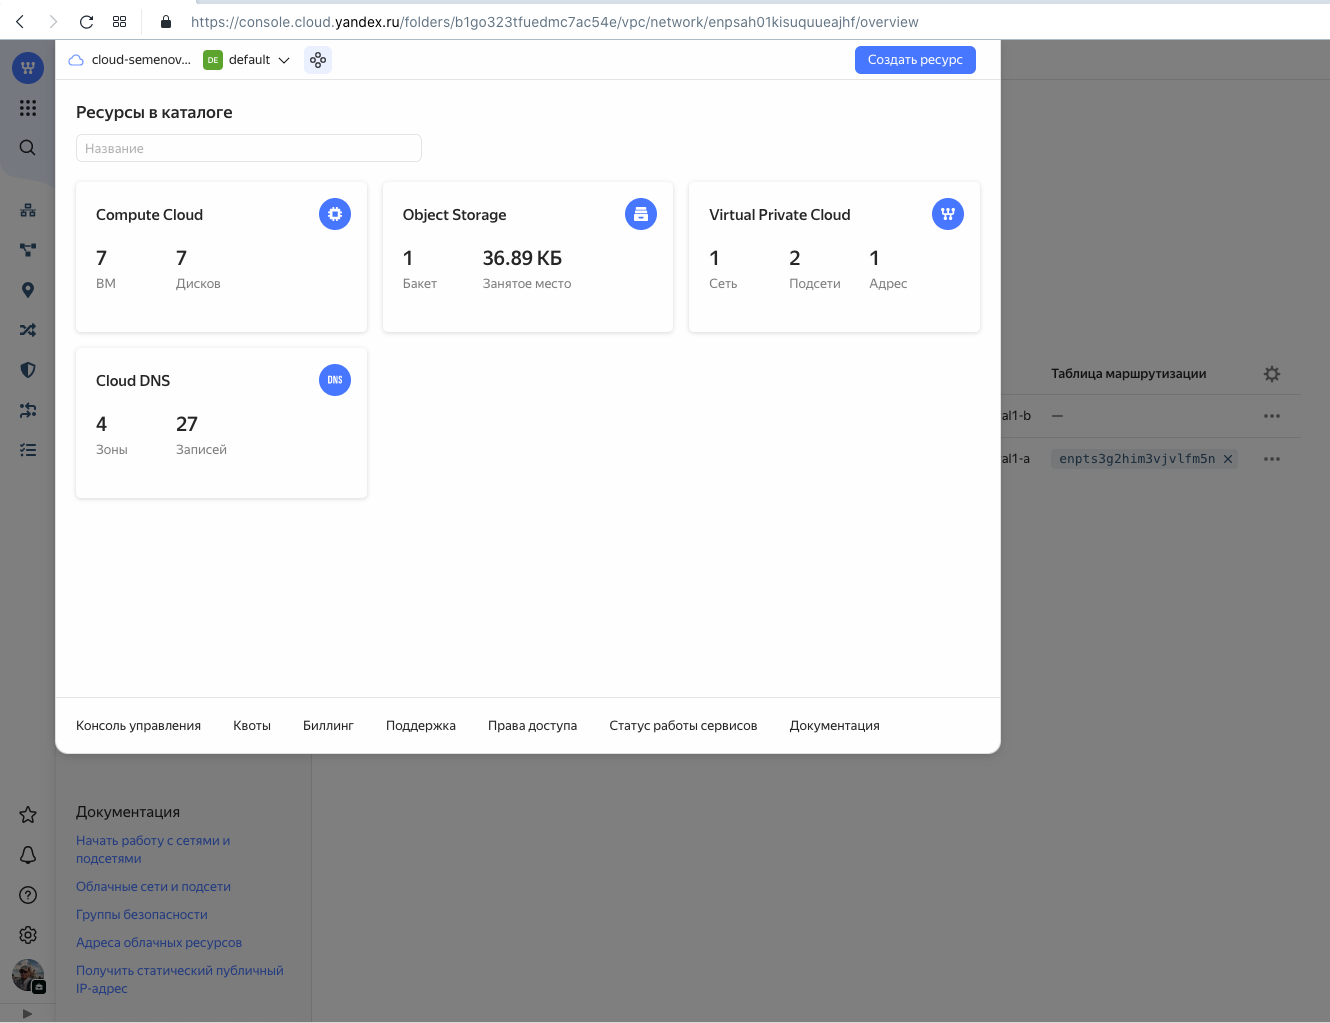 https://console.cloud.yandex.ru/folders/b1go323tfuedmc7ac54e/vpc/network/enpsah01kisuquueajhf/overview
cloud-semenov... DE default
Создать ресурс
Ресурсы в каталоге
Название
Compute Cloud
7 7
ВМ Дисков
Object Storage
1 36.89 КБ
Бакет Занятое место
Virtual Private Cloud
1 2 1
Сеть Подсети Адрес
Cloud DNS
DNS
4 27
Зоны Записей
Таблица маршрутизации
al1-b —
al1-a enpts3g2him3vjvlfm5n ×
Консоль управления Квоты Биллинг Поддержка Права доступа Статус работы сервисов Документация
Документация
Начать работу с сетями и
подсетями
Облачные сети и подсети
Группы безопасности
Адреса облачных ресурсов
Получить статический публичный
IP-адрес